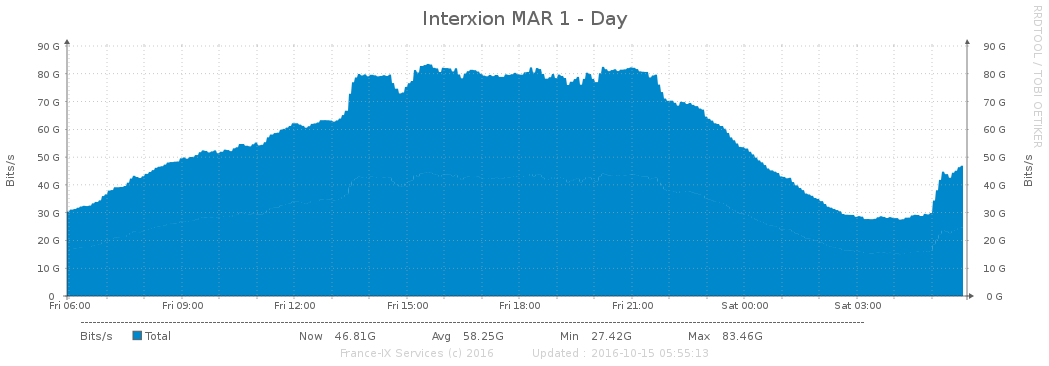 Interxion MAR 1 - Day
RRDTOOL / TOBI OETIKER
Bits/s
90 G 90 G
80 G 80 G
70 G 70 G
60 G 60 G
50 G 50 G
40 G 40 G
30 G 30 G
20 G 20 G
10 G 10 G
0 0 G
Bits/s
Fri 06:00 Fri 09:00 Fri 12:00 Fri 15:00 Fri 18:00 Fri 21:00 Sat 00:00 Sat 03:00
Bits/s Total Now 46.81G Avg 58.25G Min 27.42G Max 83.46G
France-IX Services (c) 2016 Updated : 2016-10-15 05:55:13